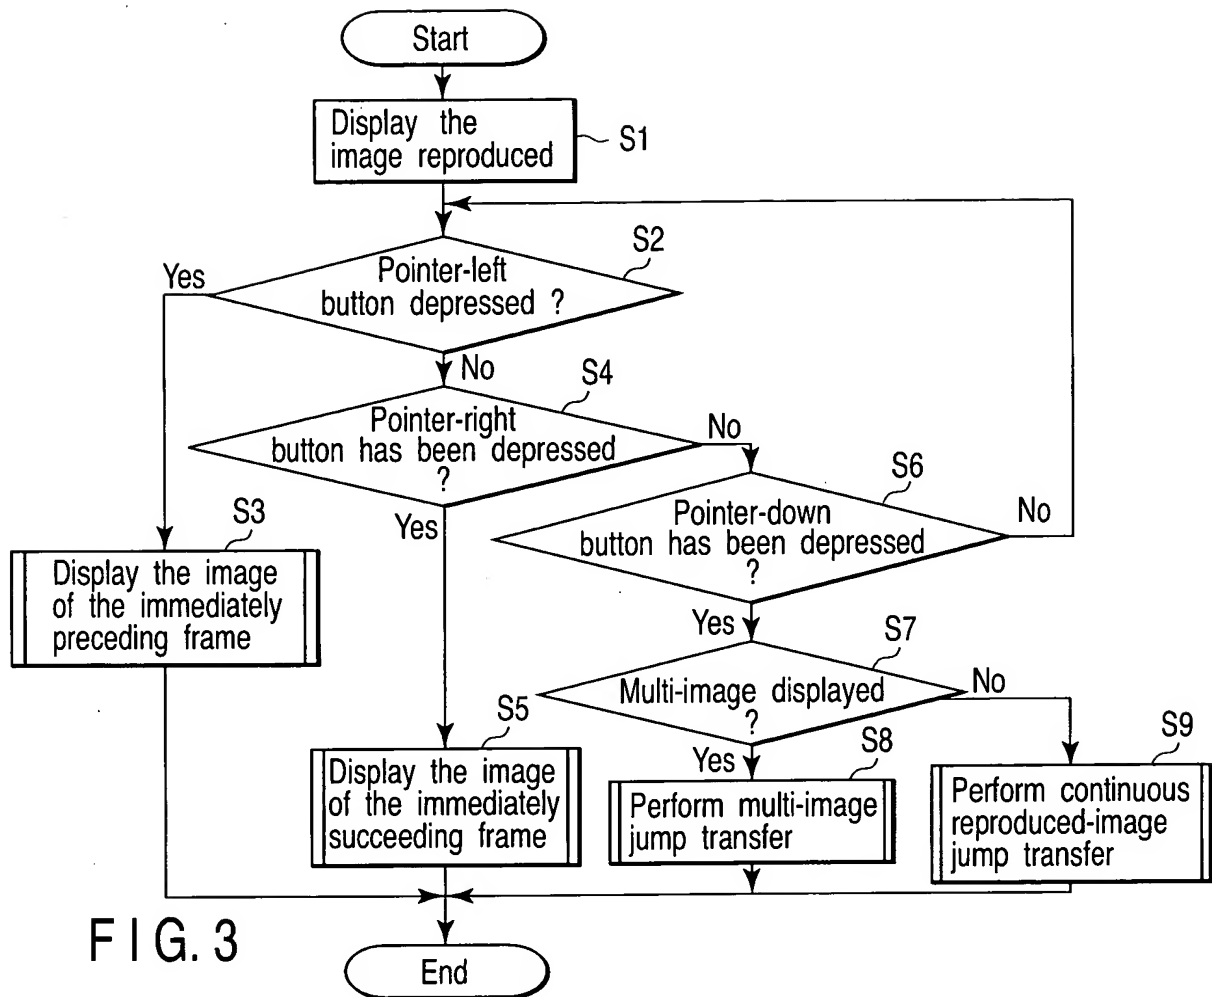 Start
Display the
image reproduced
S1
S2
Yes
Pointer-left
button depressed ?
No
S4
Pointer-right
button has been depressed
?
No
Yes
S6
Pointer-down
button has been depressed
?
No
Yes
S3
Display the image
of the immediately
preceding frame
S7
Multi-image displayed
?
No
Yes
S5
Display the image
of the immediately
succeeding frame
S8
Perform multi-image
jump transfer
S9
Perform continuous
reproduced-image
jump transfer
End
FIG. 3